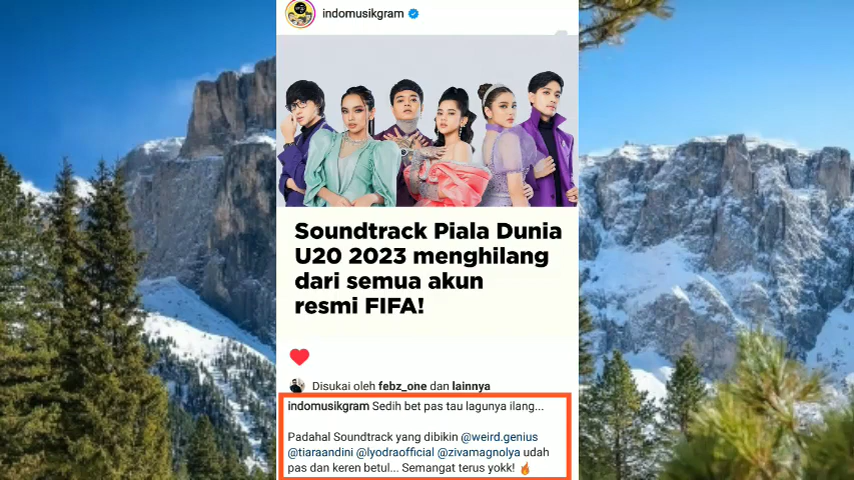 indomusikgram
Soundtrack Piala Dunia
U20 2023 menghilang
dari semua akun
resmi FIFA!
Disukai oleh febz_one dan lainnya
indomusikgram Sedih bet pas tau lagunya ilang...
Padahal Soundtrack yang dibikin @weird.genius
@tiaraandini @lyodraofficial @zivamagnolya udah
pas dan keren betul... Semangat terus yokk!